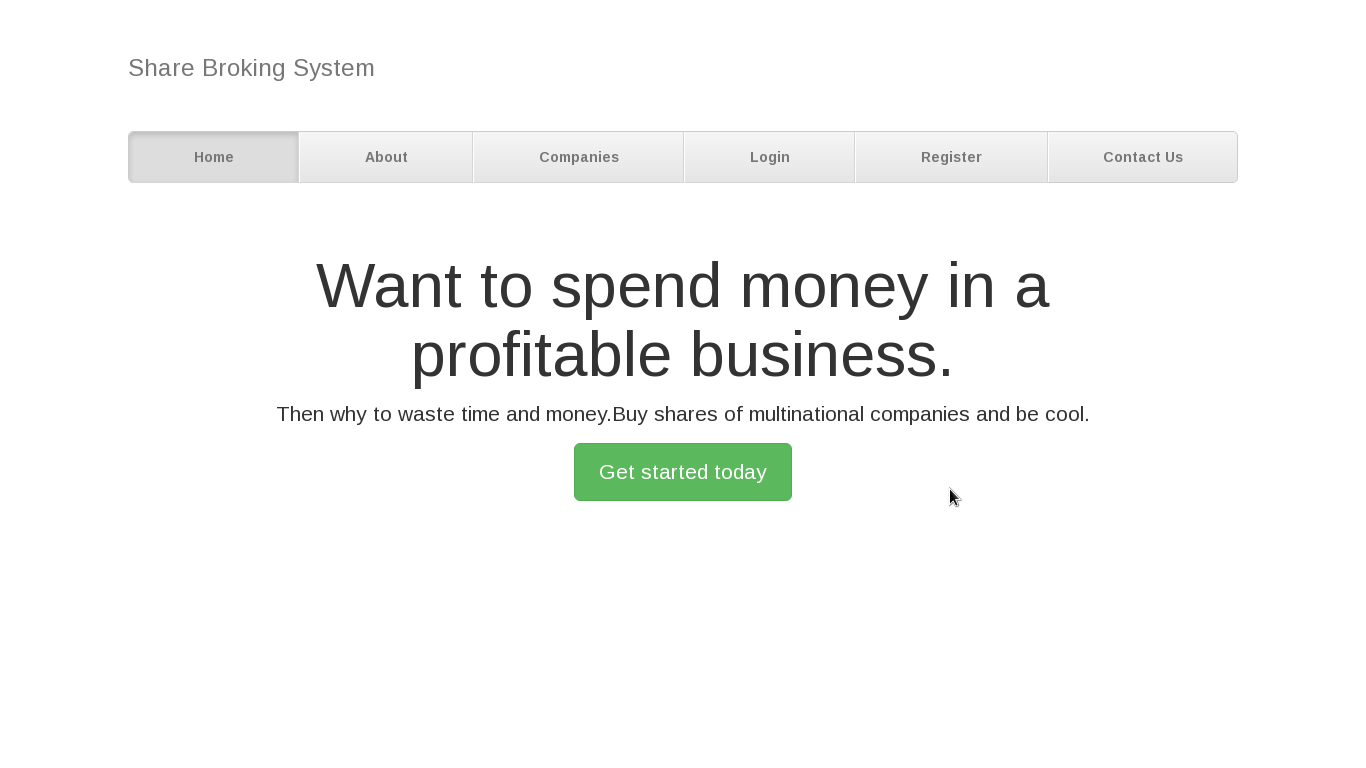 Share Broking System
Home About Companies Login Register Contact Us
Want to spend money in a
profitable business.
Then why to waste time and money.Buy shares of multinational companies and be cool.
Get started today